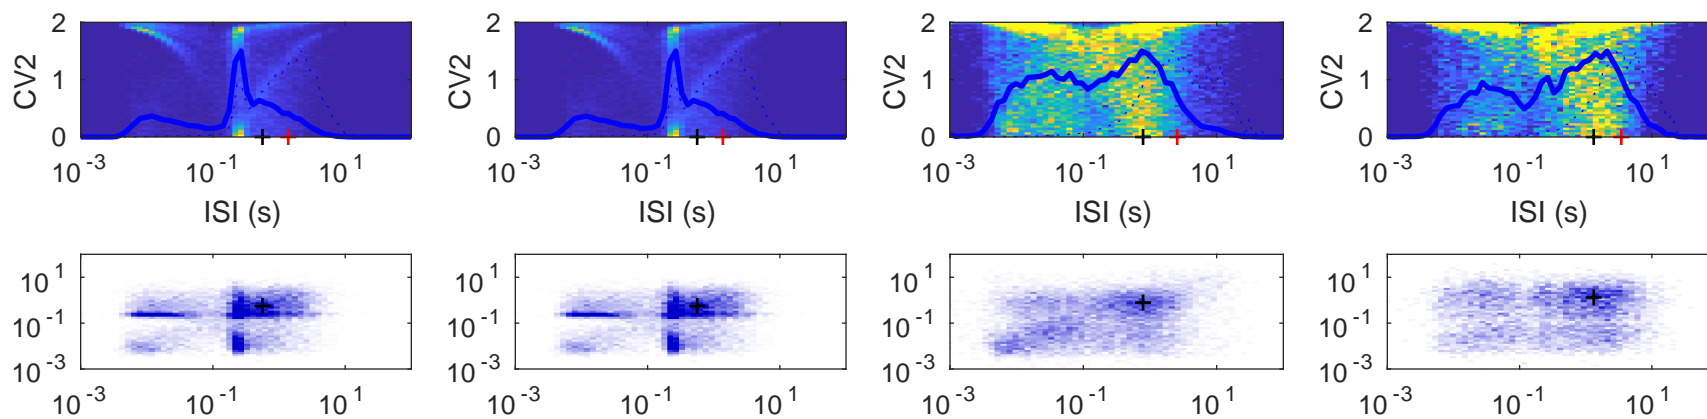 2 2 2 2
CV2 1 CV2 1 CV2 1 CV2 1
0 0 0 0
10-3 10-1 101 10-3 10-1 101 10-3 10-1 101 10-3 10-1 101
ISI (s) ISI (s) ISI (s) ISI (s)
101 101 101 101
10-1 10-1 10-1 10-1
10-3 10-3 10-3 10-3
10-3 10-1 101 10-3 10-1 101 10-3 10-1 101 10-3 10-1 101